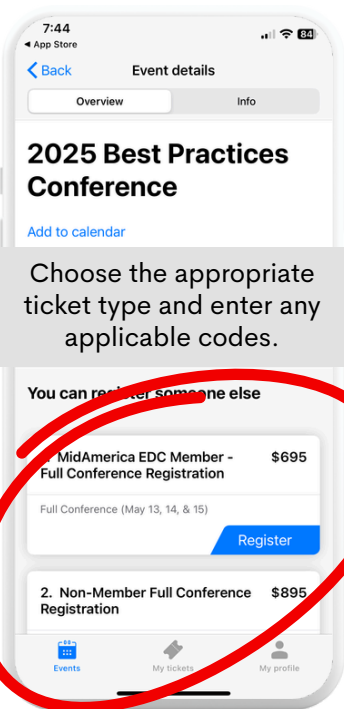 7:44
84
◀ App Store
Back
Event details
Overview
Info
2025 Best Practices
Conference
Add to calendar
Choose the appropriate
ticket type and enter any
applicable codes.
You can register someone else
MidAmerica EDC Member -
Full Conference Registration
$695
Full Conference (May 13, 14, & 15)
Register
2. Non-Member Full Conference
Registration
$895
Events
My tickets
My profile